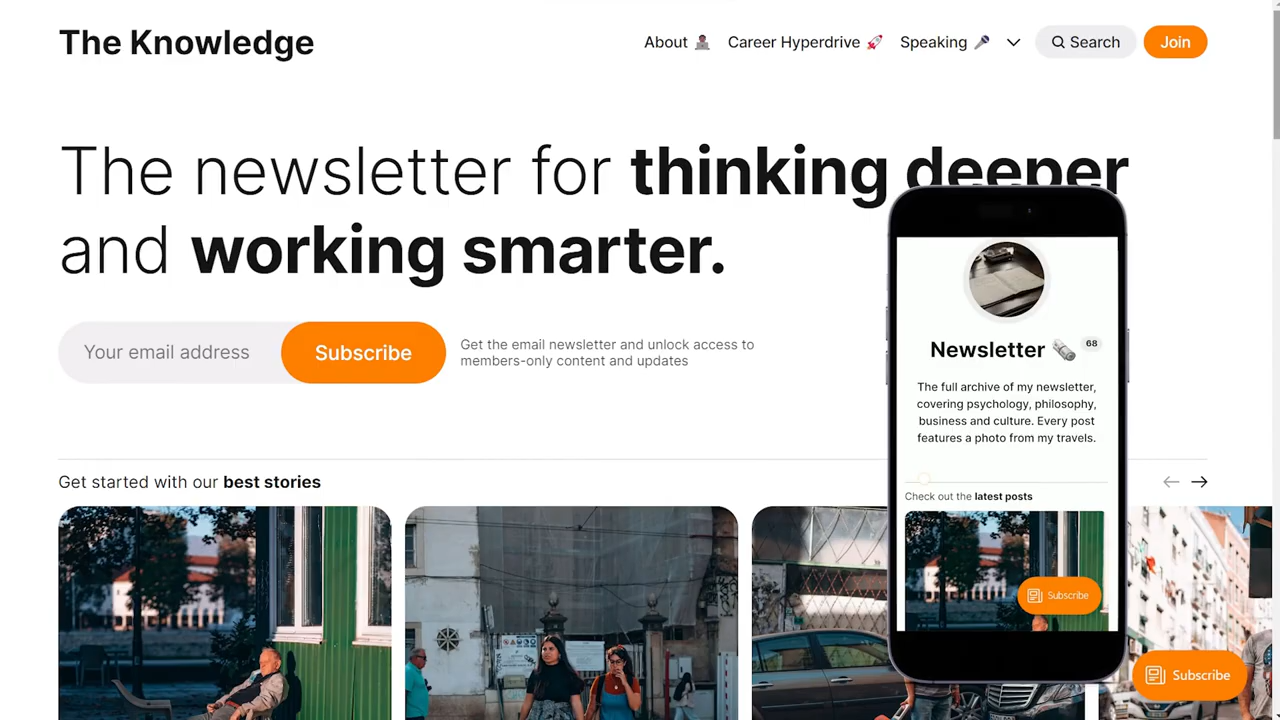 The Knowledge
About Career Hyperdrive Speaking Search Join
The newsletter for thinking deeper
and working smarter.
Your email address Subscribe
Get the email newsletter and unlock access to
members-only content and updates
Get started with our best stories
Newsletter 68
The full archive of my newsletter,
covering psychology, philosophy,
business and culture. Every post
features a photo from my travels.
Check out the latest posts
Subscribe
Subscribe